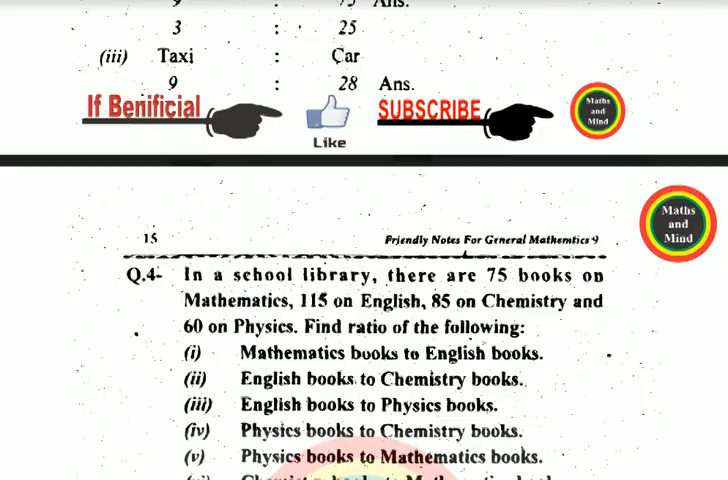 3 : 25
(iii) Taxi : Car
9 : 28 Ans.
If Benificial
Like
SUBSCRIBE
Maths
and
Mind
Maths
and
Mind
15 Friendly Notes For General Mathemtics 9
Q.4- In a school library, there are 75 books on
Mathematics, 115 on English, 85 on Chemistry and
60 on Physics. Find ratio of the following:
(i) Mathematics books to English books.
(ii) English books to Chemistry books.
(iii) English books to Physics books.
(iv) Physics books to Chemistry books.
(v) Physics books to Mathematics books.